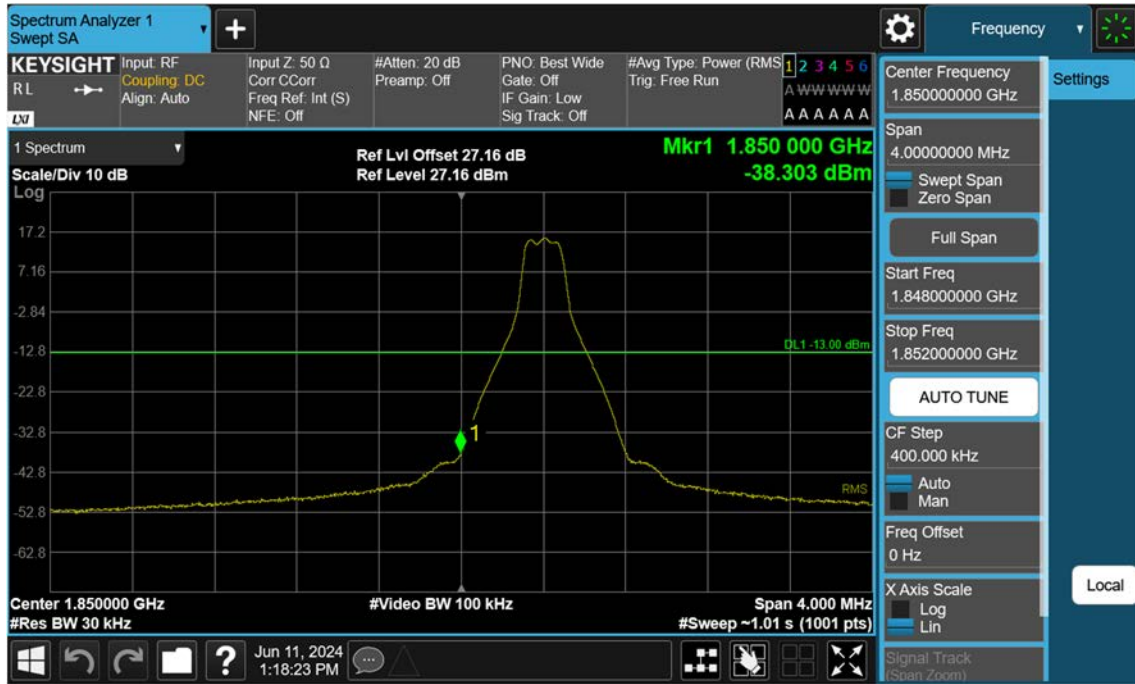 Spectrum Analyzer 1
Swept SA
+
Frequency
KEYSIGHT
RL
LXI
Input: RF
Coupling: DC
Align: Auto
Input Z: 50 Ω
Corr CCorr
Freq Ref: Int (S)
NFE: Off
#Atten: 20 dB
Preamp: Off
PNO: Best Wide
Gate: Off
IF Gain: Low
Sig Track: Off
#Avg Type: Power (RMS
Trig: Free Run
1 2 3 4 5 6
A W W W W W
A A A A A A
1 Spectrum
Scale/Div 10 dB
Ref Lvl Offset 27.16 dB
Ref Level 27.16 dBm
Mkr1 1.850 000 GHz
-38.303 dBm
Log
17.2
7.16
-2.84
-12.8
-22.8
-32.8
-42.8
-52.8
-62.8
DL1 -13.00 dBm
1
RMS
Center 1.850000 GHz
#Video BW 100 kHz
Span 4.000 MHz
#Res BW 30 kHz
#Sweep ~1.01 s (1001 pts)
Center Frequency
1.850000000 GHz
Settings
Span
4.00000000 MHz
Swept Span
Zero Span
Full Span
Start Freq
1.848000000 GHz
Stop Freq
1.852000000 GHz
AUTO TUNE
CF Step
400.000 kHz
Auto
Man
Freq Offset
0 Hz
X Axis Scale
Log
Lin
Local
Signal Track
(Span Zoom)
?
Jun 11, 2024
1:18:23 PM